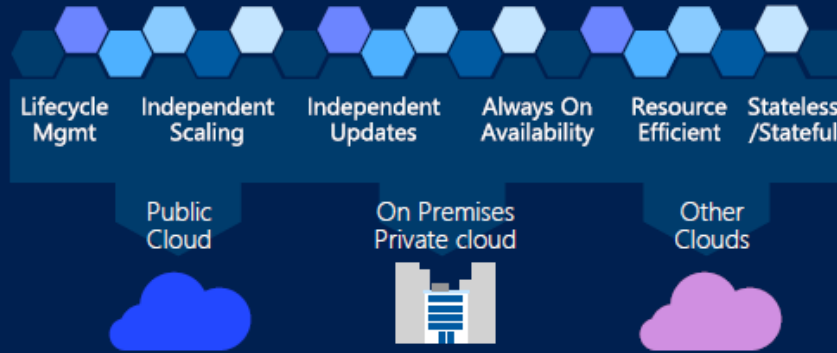 Lifecycle Mgmt
Independent Scaling
Independent Updates
Always On Availability
Resource Efficient
Stateless /Stateful
Public Cloud
On Premises Private cloud
Other Clouds